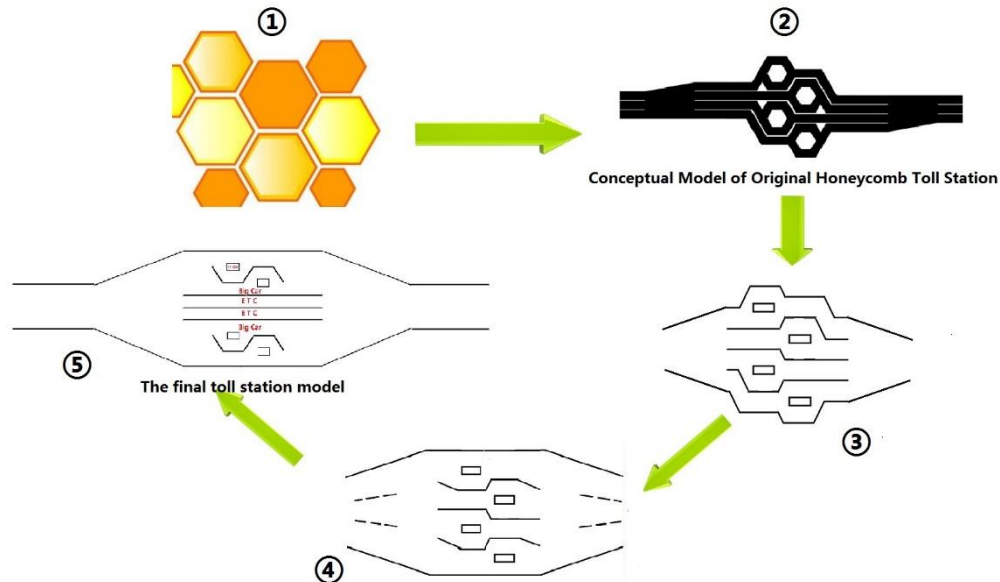 ①
②
Conceptual Model of Original Honeycomb Toll Station
Big Car
E T C
E T C
Big Car
⑤
The final toll station model
③
④